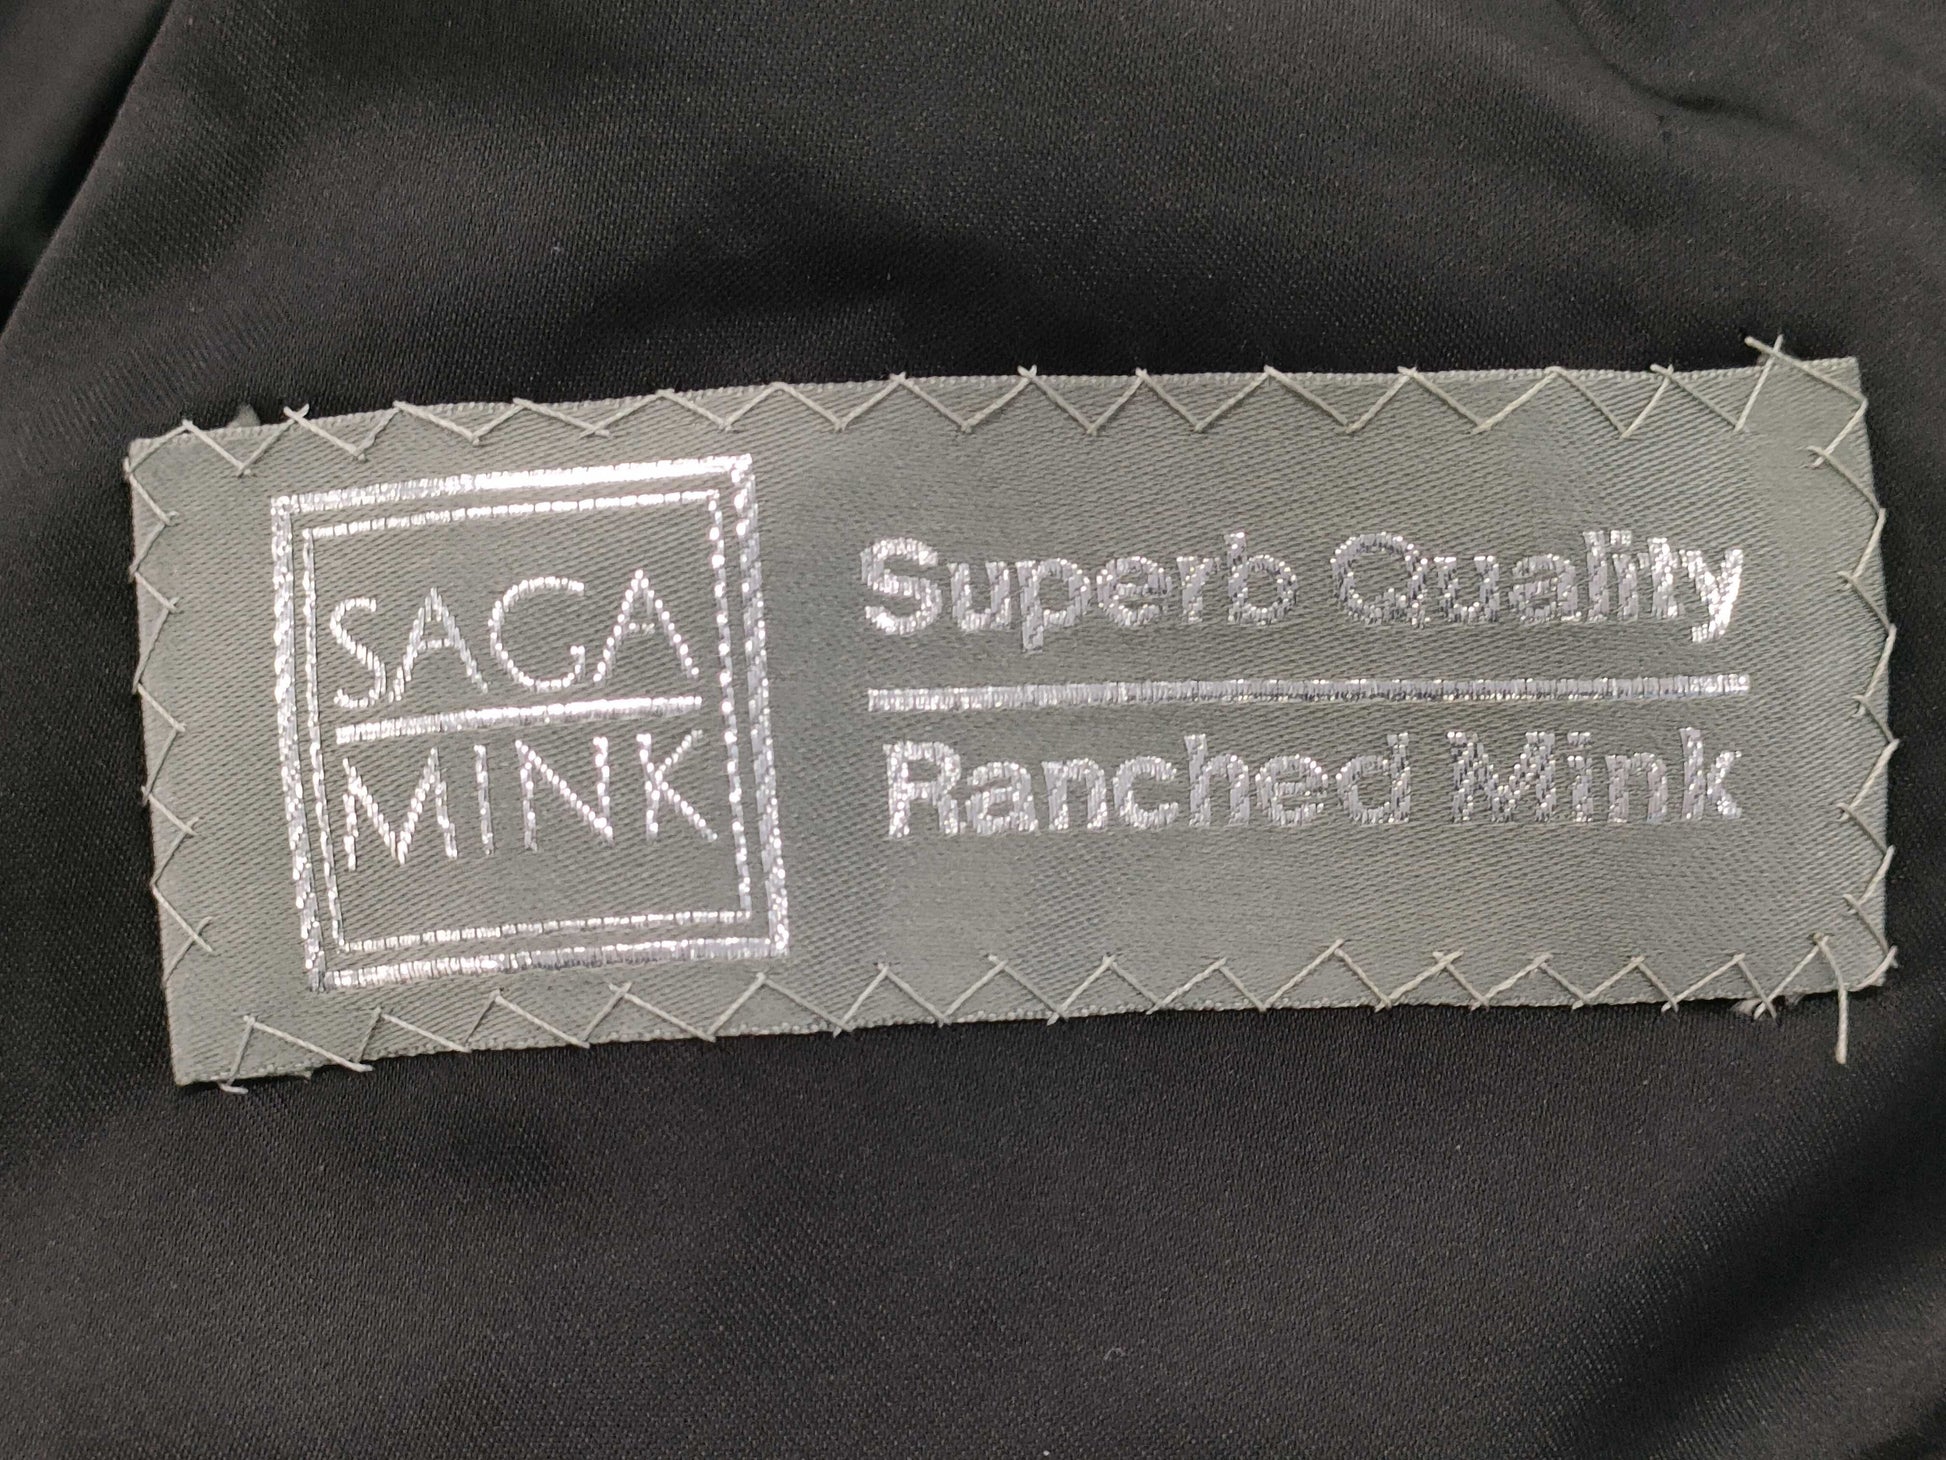 SAGA
MINK
Superb Quality
Ranched Mink